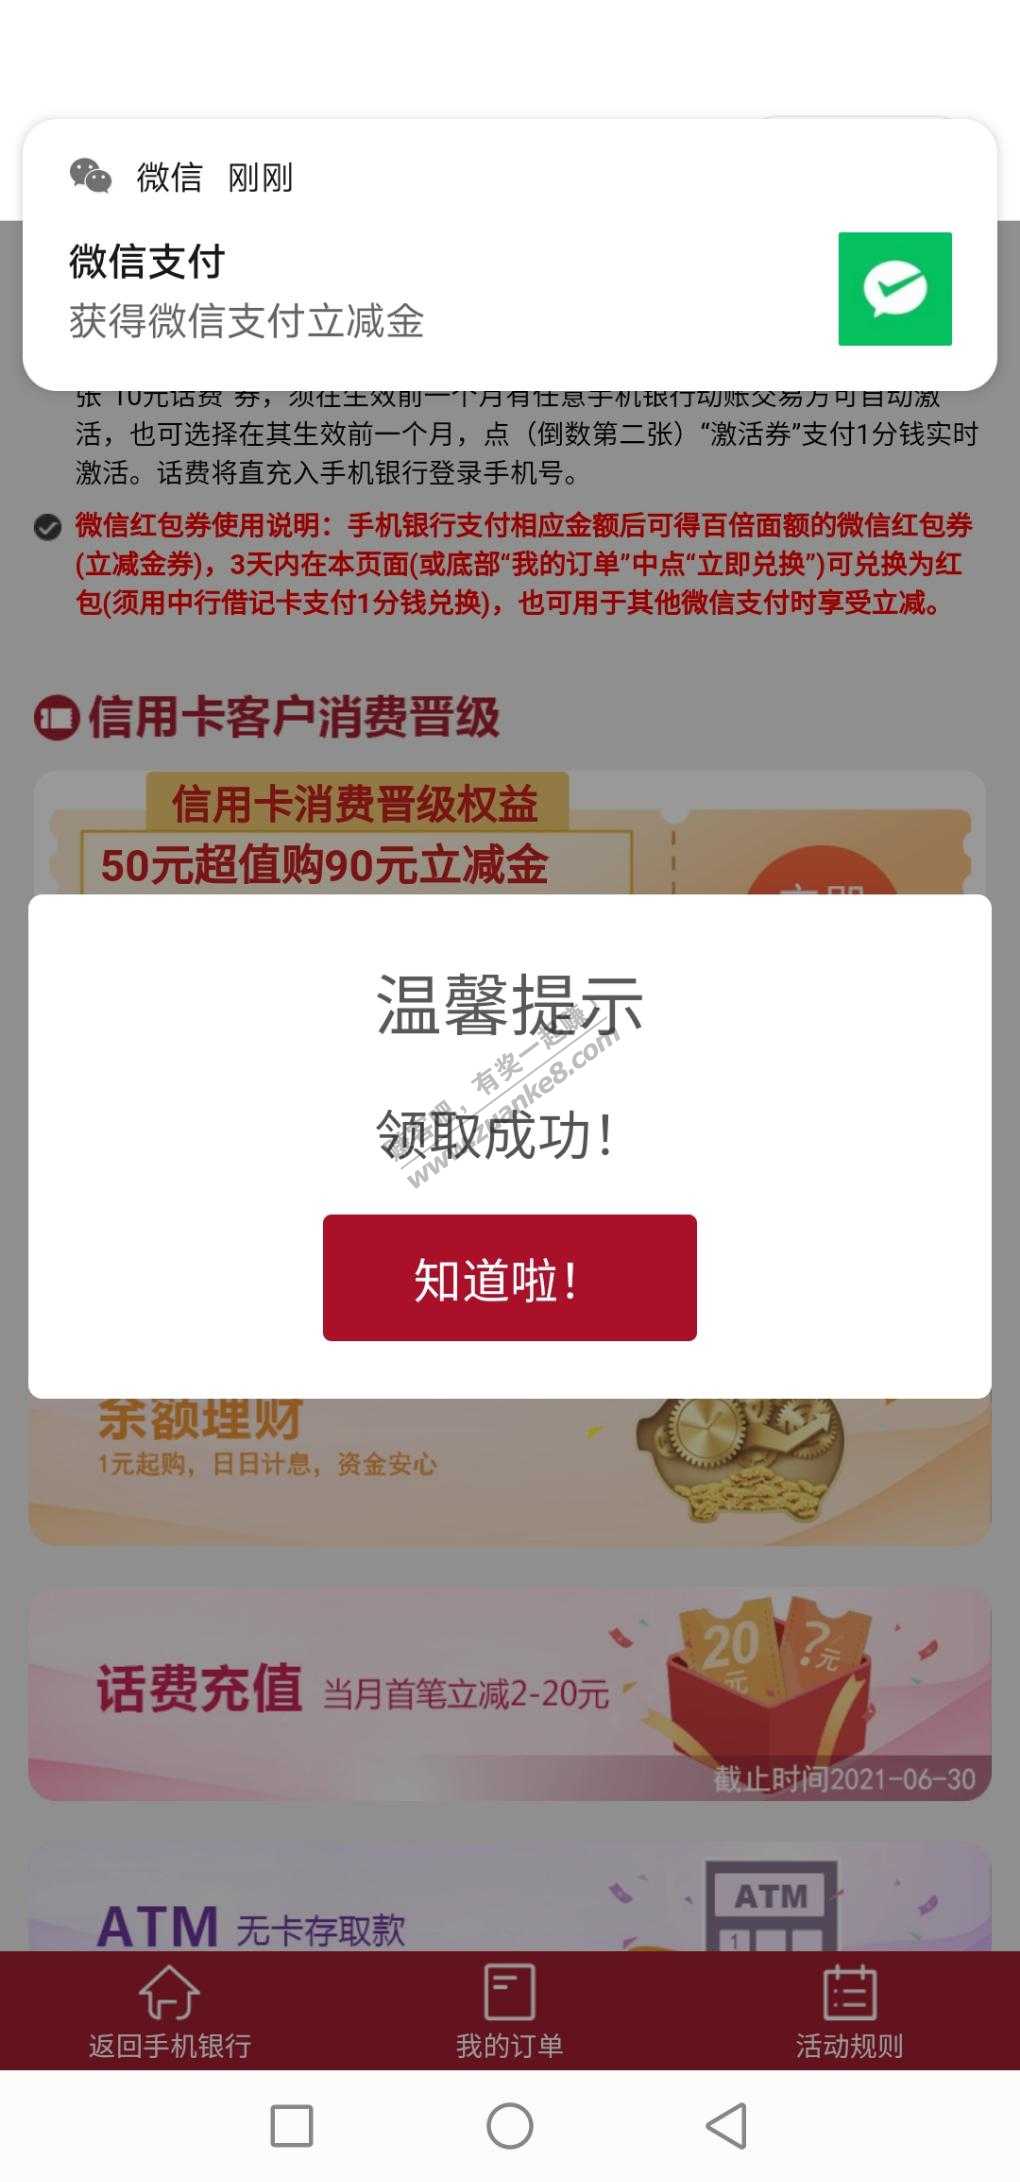 微信 刚刚
微信支付
获得微信支付立减金
张“10元话费”券，须在生效前一个月有任意手机银行动账交易方可自动激
活，也可选择在其生效前一个月，点（倒数第二张）“激活券”支付1分钱实时
激活。话费将直充入手机银行登录手机号。
微信红包券使用说明：手机银行支付相应金额后可得百倍面额的微信红包券
(立减金券)，3天内在本页面(或底部“我的订单”中点“立即兑换”)可兑换为红
包(须用中行借记卡支付1分钱兑换)，也可用于其他微信支付时享受立减。
信用卡客户消费晋级
信用卡消费晋级权益
50元超值购90元立减金
立即
温馨提示
赚客吧，有奖一起赚！
www.zuanke8.com
领取成功！
知道啦！
余额理财
1元起购，日日计息，资金安心
20元
?元
话费充值 当月首笔立减2-20元
截止时间2021-06-30
ATM
ATM 无卡存取款
1
返回手机银行 我的订单 活动规则